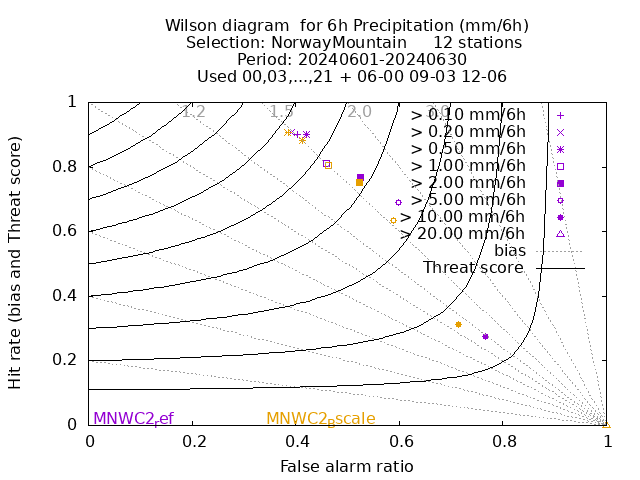 Wilson diagram for 6h Precipitation (mm/6h)
Selection: NorwayMountain 12 stations
Period: 20240601-20240630
Used 00,03,...,21 + 06-00 09-03 12-06
Hit rate (bias and Threat score)
1
0.8
0.6
0.4
0.2
0
1.2
1.5
2.0
3.0
> 0.10 mm/6h
> 0.20 mm/6h
> 0.50 mm/6h
> 1.00 mm/6h
> 2.00 mm/6h
> 5.00 mm/6h
> 10.00 mm/6h
> 20.00 mm/6h
bias
Threat score
MNWC2ref
MNWC2Bscale
0
0.2
0.4
0.6
0.8
1
False alarm ratio